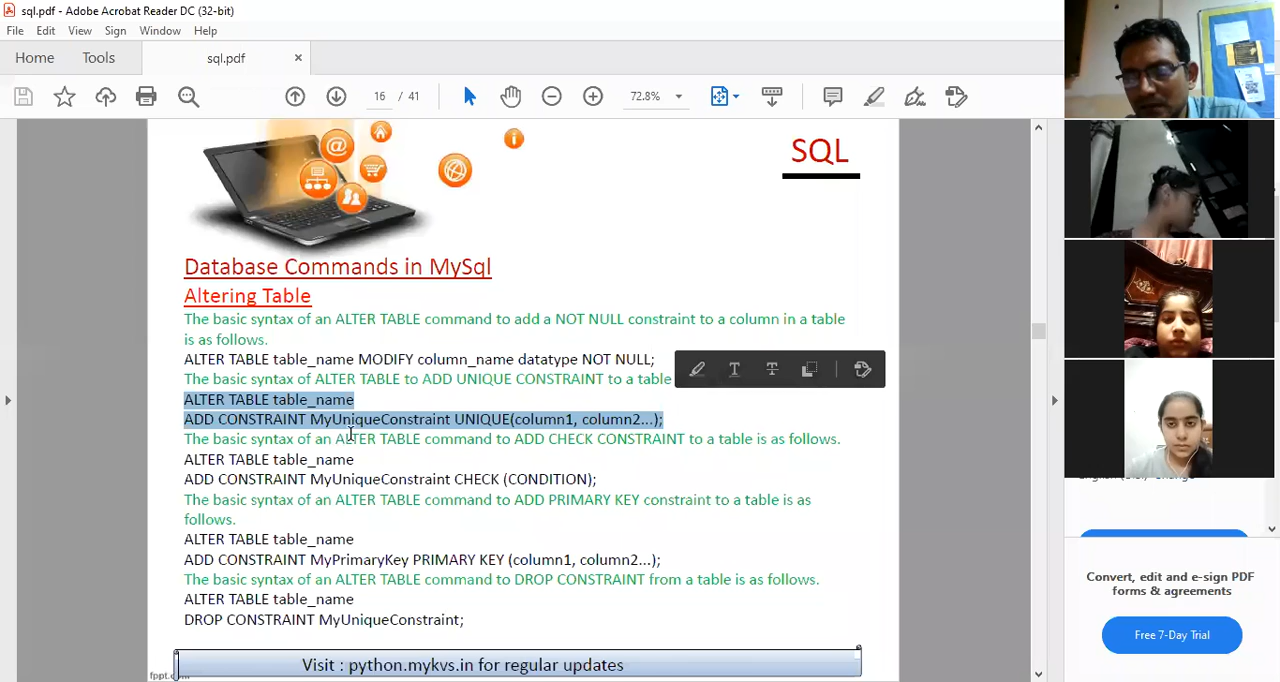 sql.pdf - Adobe Acrobat Reader DC (32-bit)
File Edit View Sign Window Help
Home Tools sql.pdf ×
16 / 41 72.8%
SQL
Database Commands in MySql
Altering Table
The basic syntax of an ALTER TABLE command to add a NOT NULL constraint to a column in a table
is as follows.
ALTER TABLE table_name MODIFY column_name datatype NOT NULL;
The basic syntax of ALTER TABLE to ADD UNIQUE CONSTRAINT to a table
ALTER TABLE table_name
ADD CONSTRAINT MyUniqueConstraint UNIQUE(column1, column2...);
The basic syntax of an ALTER TABLE command to ADD CHECK CONSTRAINT to a table is as follows.
ALTER TABLE table_name
ADD CONSTRAINT MyUniqueConstraint CHECK (CONDITION);
The basic syntax of an ALTER TABLE command to ADD PRIMARY KEY constraint to a table is as
follows.
ALTER TABLE table_name
ADD CONSTRAINT MyPrimaryKey PRIMARY KEY (column1, column2...);
The basic syntax of an ALTER TABLE command to DROP CONSTRAINT from a table is as follows.
ALTER TABLE table_name
DROP CONSTRAINT MyUniqueConstraint;
Visit : python.mykvs.in for regular updates
Convert, edit and e-sign PDF
forms & agreements
Free 7-Day Trial